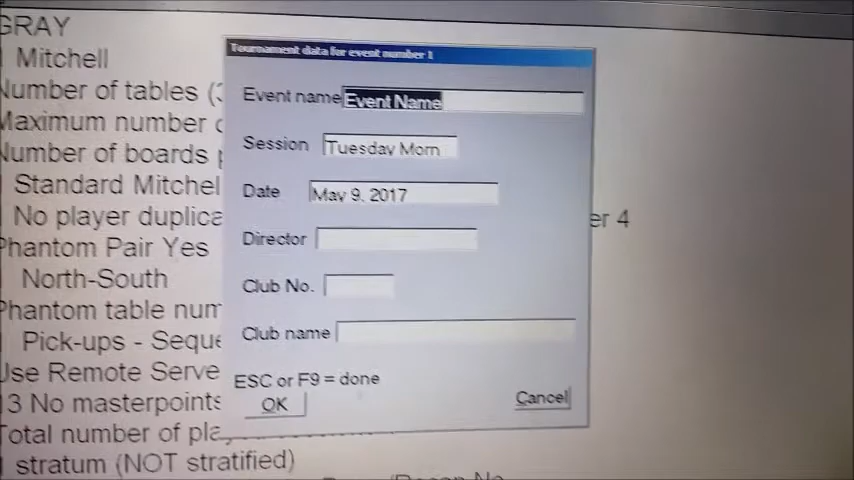 GRAY
Mitchell
Number of tables (
Maximum number
Number of boards
Standard Mitchel
No player duplica
er 4
Phantom Pair Yes
North-South
Phantom table num
Pick-ups - Seque
Use Remote Serve
13 No masterpoints
Total number of pla
stratum (NOT stratified)
Tournament data for event number 1
Event name Event Name
Session Tuesday Morn
Date May 9, 2017
Director
Club No.
Club name
ESC or F9 = done
OK Cancel